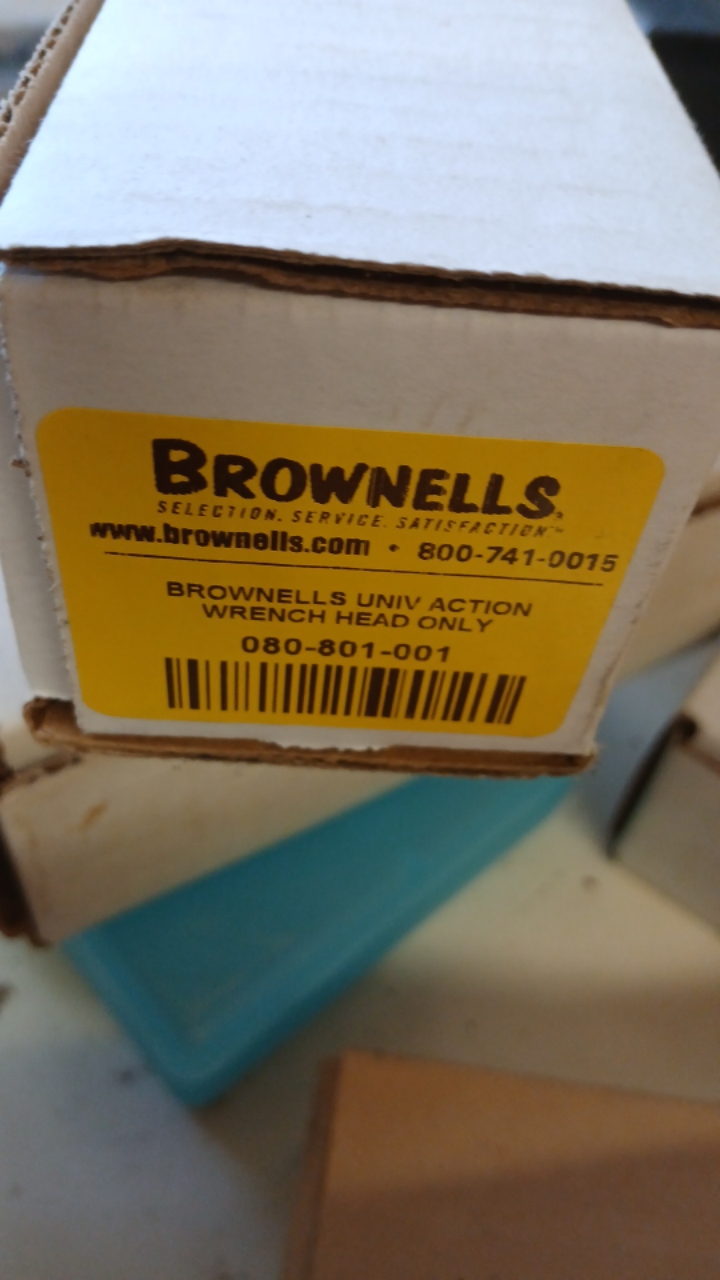 BROWNELLS®
SELECTION. SERVICE. SATISFACTION™
www.brownells.com • 800-741-0015
BROWNELLS UNIV ACTION
WRENCH HEAD ONLY
080-801-001